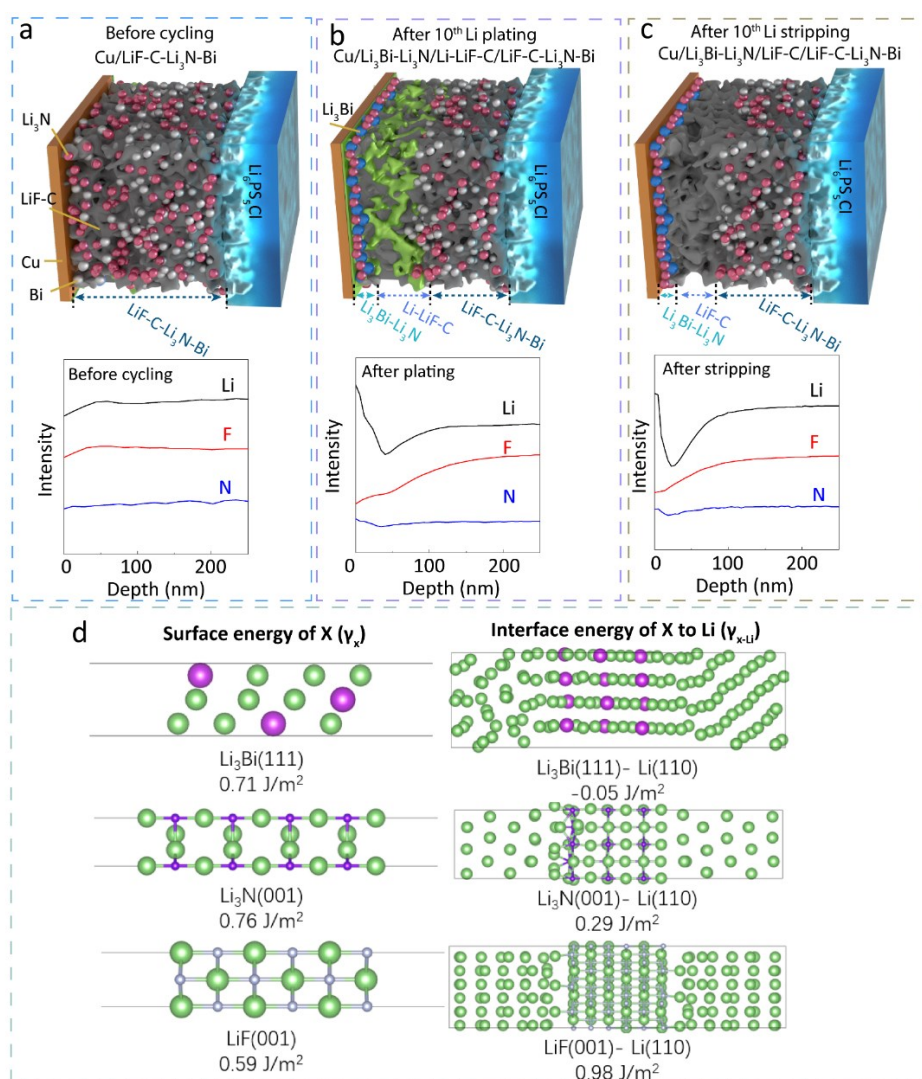 a
Before cycling
Cu/LiF-C-Li₃N-Bi
Li₃N
LiF-C
Cu
Bi
Li₆PS₅Cl
LiF-C-Li₃N-Bi
Before cycling
Li
F
N
Intensity
0 100 200
Depth (nm)
b
After 10ᵗʰ Li plating
Cu/Li₃Bi-Li₃N/Li-LiF-C/LiF-C-Li₃N-Bi
Li₃Bi
Li₆PS₅Cl
Li₃Bi-Li₃N
Li-LiF-C
LiF-C-Li₃N-Bi
After plating
Li
F
N
Intensity
0 100 200
Depth (nm)
c
After 10ᵗʰ Li stripping
Cu/Li₃Bi-Li₃N/LiF-C/LiF-C-Li₃N-Bi
Li₆PS₅Cl
Li₃Bi-Li₃N
LiF-C
LiF-C-Li₃N-Bi
After stripping
Li
F
N
Intensity
0 100 200
Depth (nm)
d
Surface energy of X (γₓ)
Interface energy of X to Li (γₓ₋Li)
Li₃Bi(111)
0.71 J/m²
Li₃Bi(111)- Li(110)
-0.05 J/m²
Li₃N(001)
0.76 J/m²
Li₃N(001)- Li(110)
0.29 J/m²
LiF(001)
0.59 J/m²
LiF(001)- Li(110)
0.98 J/m²